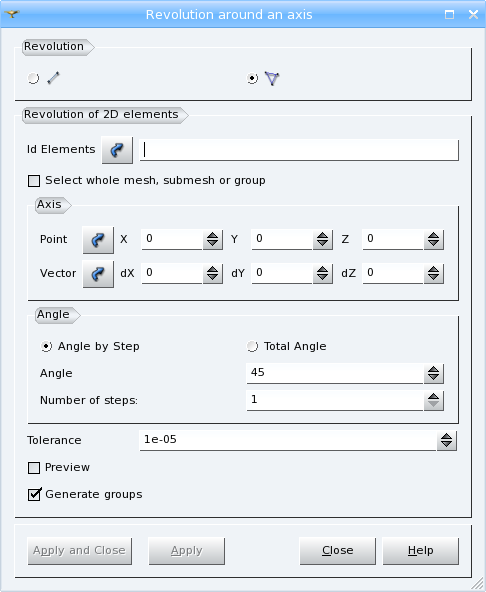 Revolution around an axis
Revolution
Revolution of 2D elements
Id Elements
Select whole mesh, submesh or group
Axis
Point X 0 Y 0 Z 0
Vector dX 0 dY 0 dZ 0
Angle
Angle by Step Total Angle
Angle 45
Number of steps: 1
Tolerance 1e-05
Preview
Generate groups
Apply and Close Apply Close Help